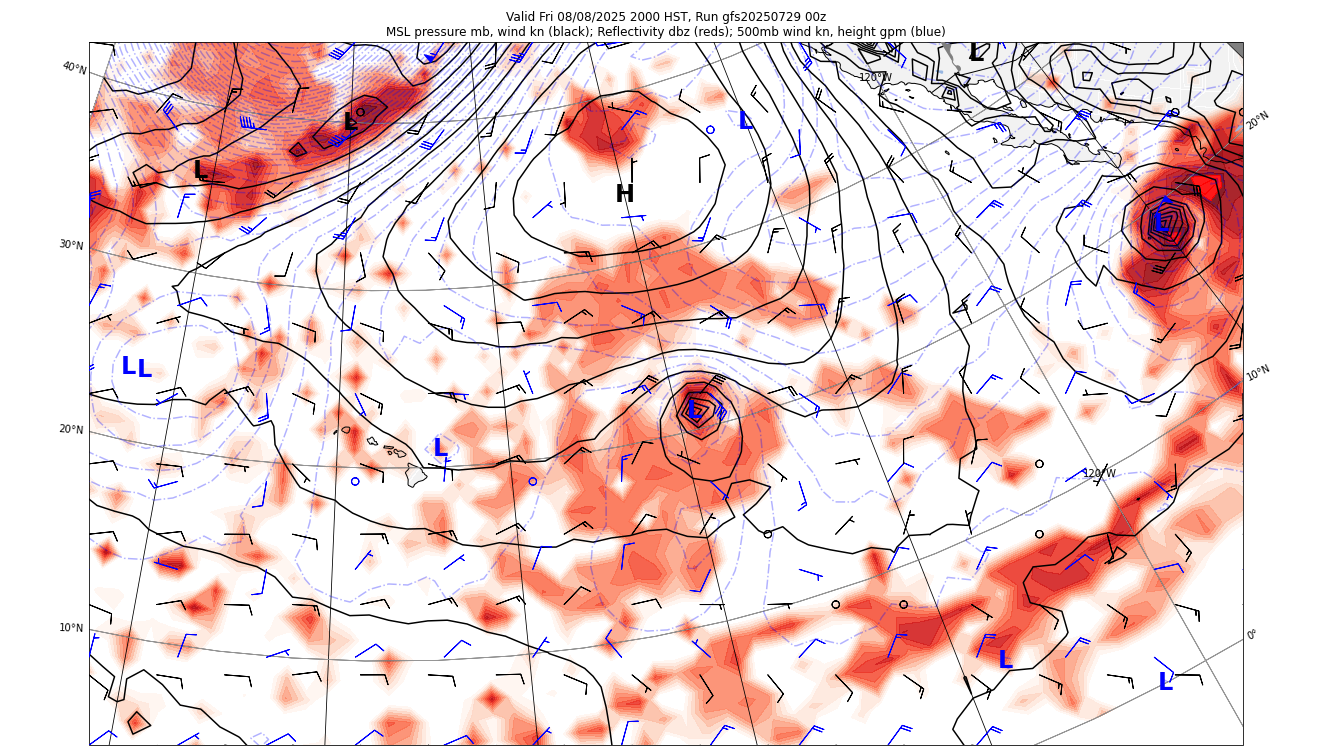 Valid Fri 08/08/2025 2000 HST, Run gfs20250729 00z
MSL pressure mb, wind kn (black); Reflectivity dbz (reds); 500mb wind kn, height gpm (blue)
L
40°N
120°W
L
L
20°N
L
H
L
30°N
L L
10°N
L
20°N
L
120°W
10°N
0°
L
L